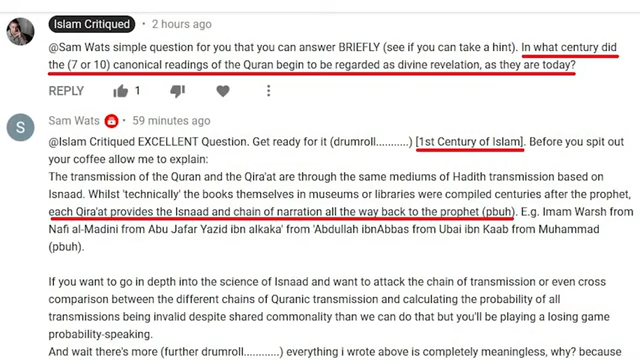 Islam Critiqued • 2 hours ago
@Sam Wats simple question for you that you can answer BRIEFLY (see if you can take a hint). In what century did
the (7 or 10) canonical readings of the Quran begin to be regarded as divine revelation, as they are today?
REPLY 1
S Sam Wats • 59 minutes ago
@Islam Critiqued EXCELLENT Question. Get ready for it (drumroll...........) [1st Century of Islam]. Before you spit out
your coffee allow me to explain:
The transmission of the Quran and the Qira'at are through the same mediums of Hadith transmission based on
Isnaad. Whilst 'technically' the books themselves in museums or libraries were compiled centuries after the prophet,
each Qira'at provides the Isnaad and chain of narration all the way back to the prophet (pbuh). E.g. Imam Warsh from
Nafi al-Madini from Abu Jafar Yazid ibn alkaka' from 'Abdullah ibnAbbas from Ubai ibn Kaab from Muhammad
(pbuh).
If you want to go in depth into the science of Isnaad and want to attack the chain of transmission or even cross
comparison between the different chains of Quranic transmission and calculating the probability of all
transmissions being invalid despite shared commonality than we can do that but you'll be playing a losing game
probability-speaking.
And wait there's more (further drumroll...........) everything i wrote above is completely meaningless, why? because